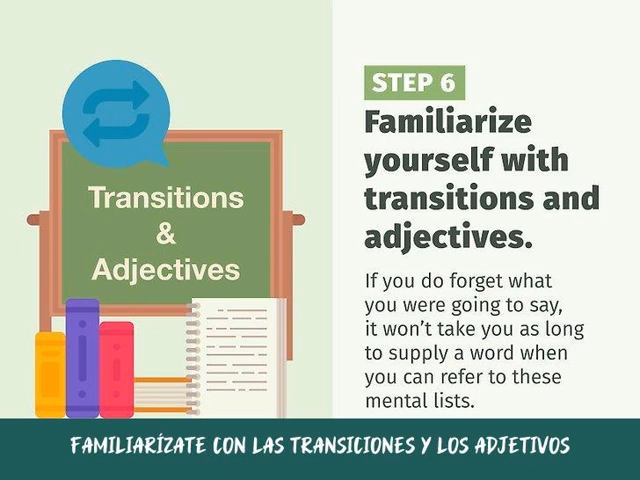 Transitions
&
Adjectives
STEP 6
Familiarize
yourself with
transitions and
adjectives.
If you do forget what
you were going to say,
it won't take you as long
to supply a word when
you can refer to these
mental lists.
FAMILIARÍZATE CON LAS TRANSICIONES Y LOS ADJETIVOS